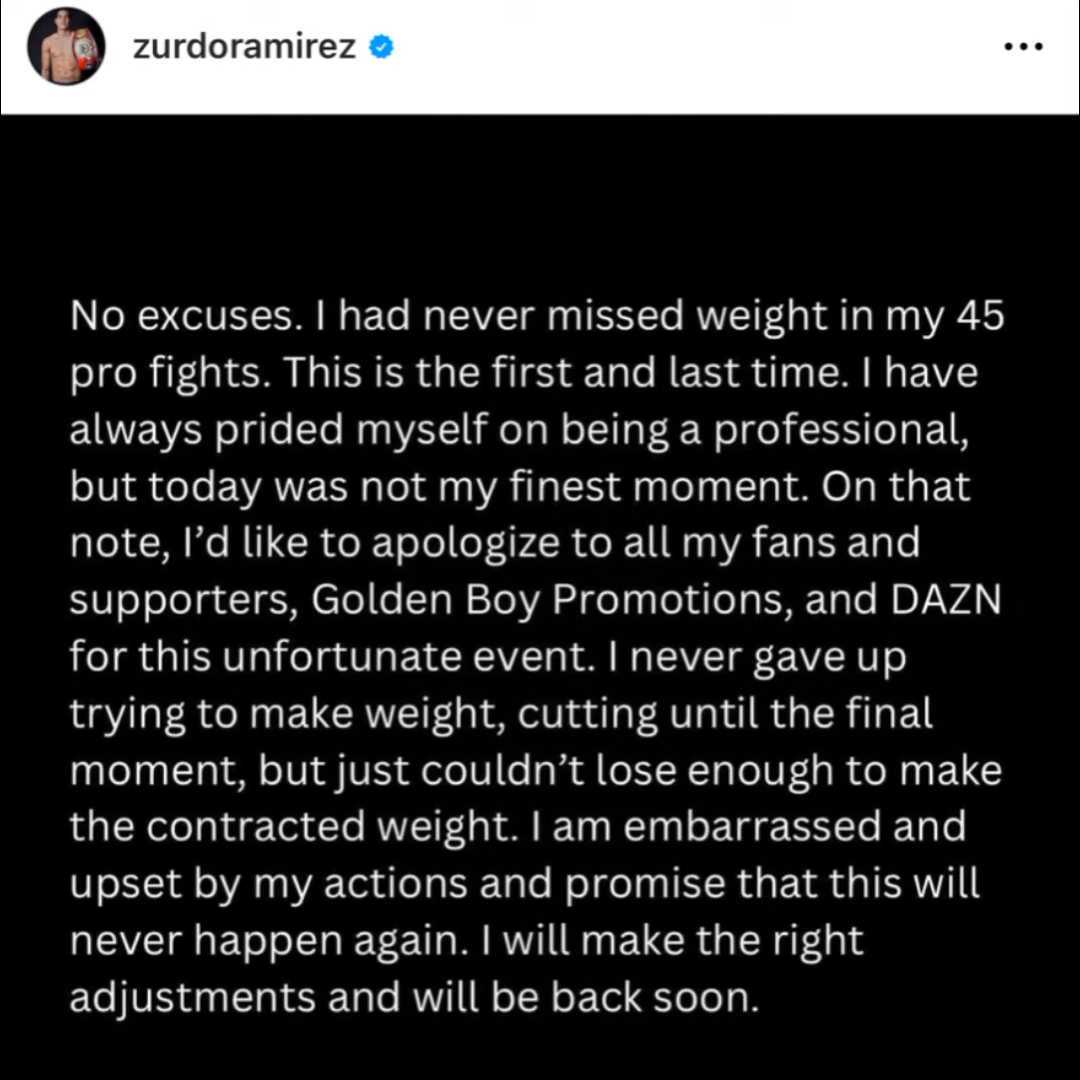 zurdoramirez
No excuses. I had never missed weight in my 45
pro fights. This is the first and last time. I have
always prided myself on being a professional,
but today was not my finest moment. On that
note, I’d like to apologize to all my fans and
supporters, Golden Boy Promotions, and DAZN
for this unfortunate event. I never gave up
trying to make weight, cutting until the final
moment, but just couldn’t lose enough to make
the contracted weight. I am embarrassed and
upset by my actions and promise that this will
never happen again. I will make the right
adjustments and will be back soon.